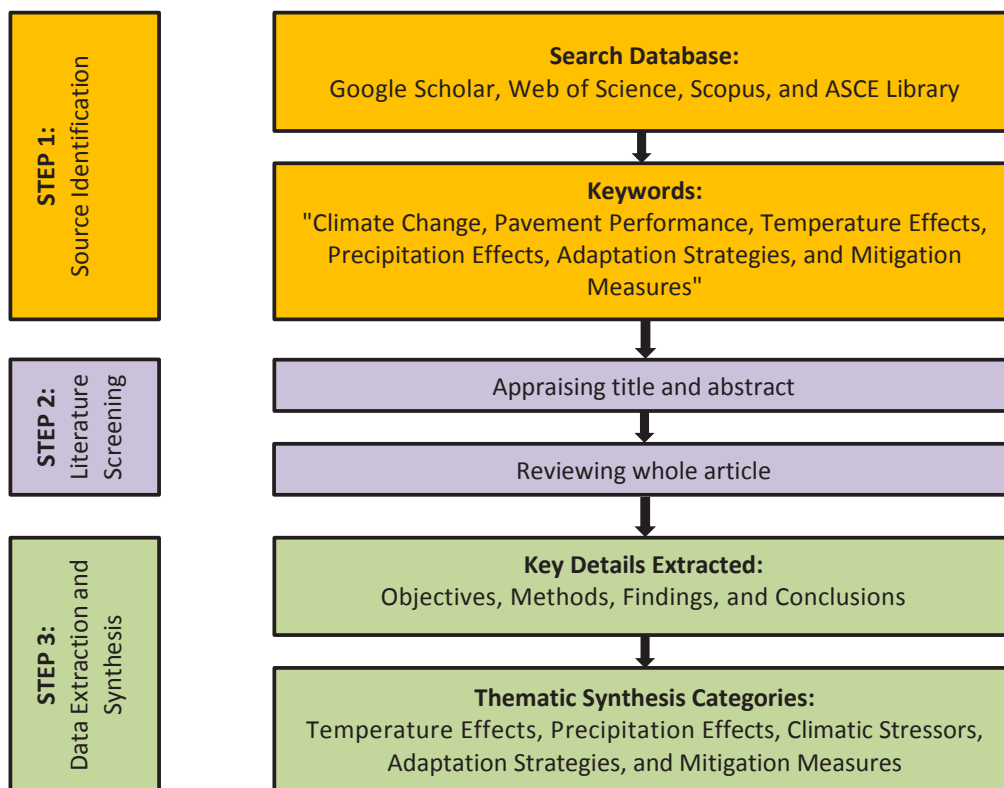 STEP 1:
Source Identification
Search Database:
Google Scholar, Web of Science, Scopus, and ASCE Library
Keywords:
"Climate Change, Pavement Performance, Temperature Effects,
Precipitation Effects, Adaptation Strategies, and Mitigation
Measures"
STEP 2:
Literature
Screening
Appraising title and abstract
Reviewing whole article
STEP 3:
Data Extraction and
Synthesis
Key Details Extracted:
Objectives, Methods, Findings, and Conclusions
Thematic Synthesis Categories:
Temperature Effects, Precipitation Effects, Climatic Stressors,
Adaptation Strategies, and Mitigation Measures